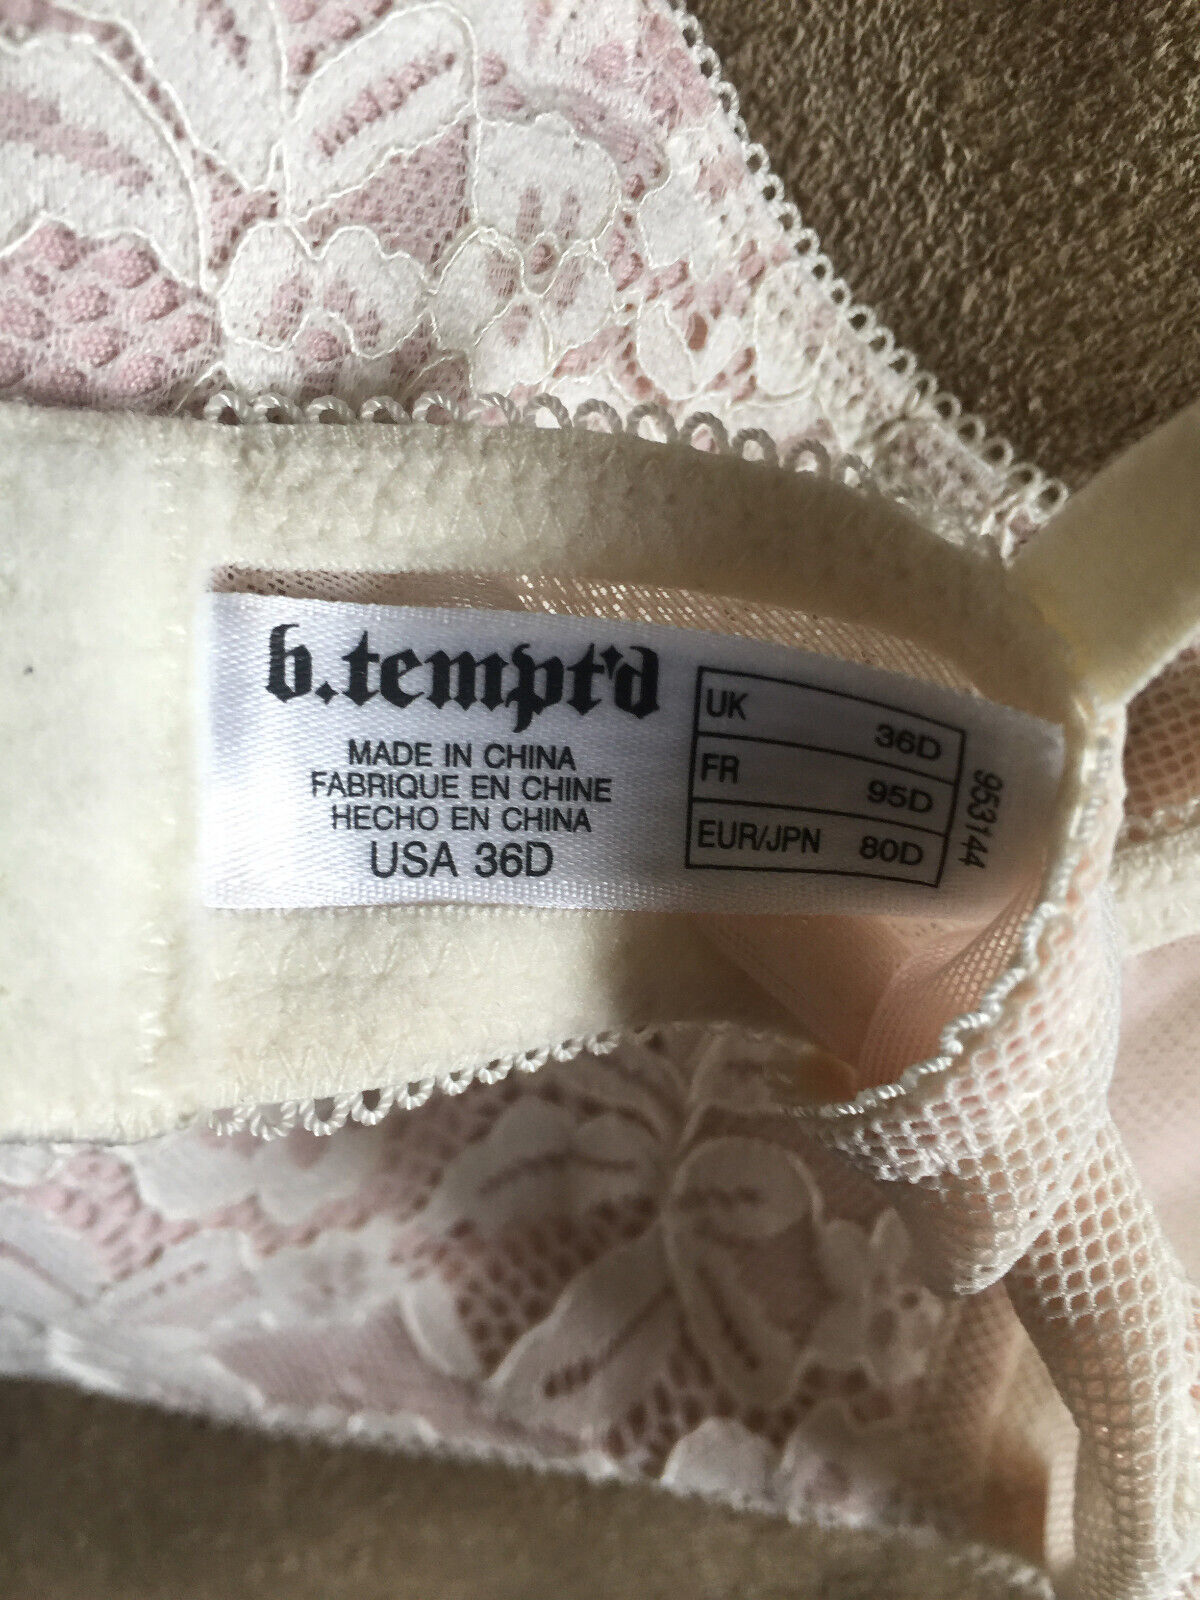 b.tempt'd
MADE IN CHINA
FABRIQUE EN CHINE
HECHO EN CHINA
USA 36D
UK 36D
FR 95D
EUR/JPN 80D
953144